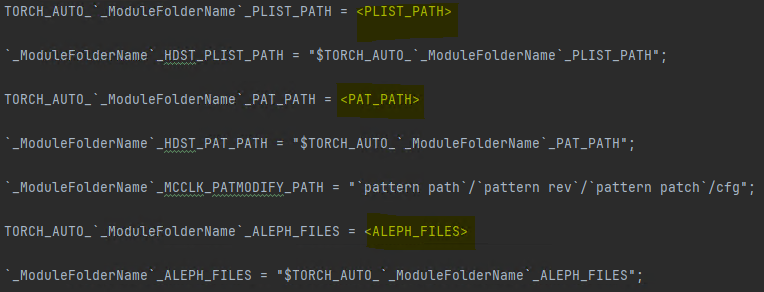 TORCH_AUTO_`_ModuleFolderName`_PLIST_PATH = <PLIST_PATH>
`_ModuleFolderName`_HDST_PLIST_PATH = "$TORCH_AUTO_`_ModuleFolderName`_PLIST_PATH";
TORCH_AUTO_`_ModuleFolderName`_PAT_PATH = <PAT_PATH>
`_ModuleFolderName`_HDST_PAT_PATH = "$TORCH_AUTO_`_ModuleFolderName`_PAT_PATH";
`_ModuleFolderName`_MCCLK_PATMODIFY_PATH = "`pattern path`/`pattern rev`/`pattern patch`/cfg";
TORCH_AUTO_`_ModuleFolderName`_ALEPH_FILES = <ALEPH_FILES>
`_ModuleFolderName`_ALEPH_FILES = "$TORCH_AUTO_`_ModuleFolderName`_ALEPH_FILES";